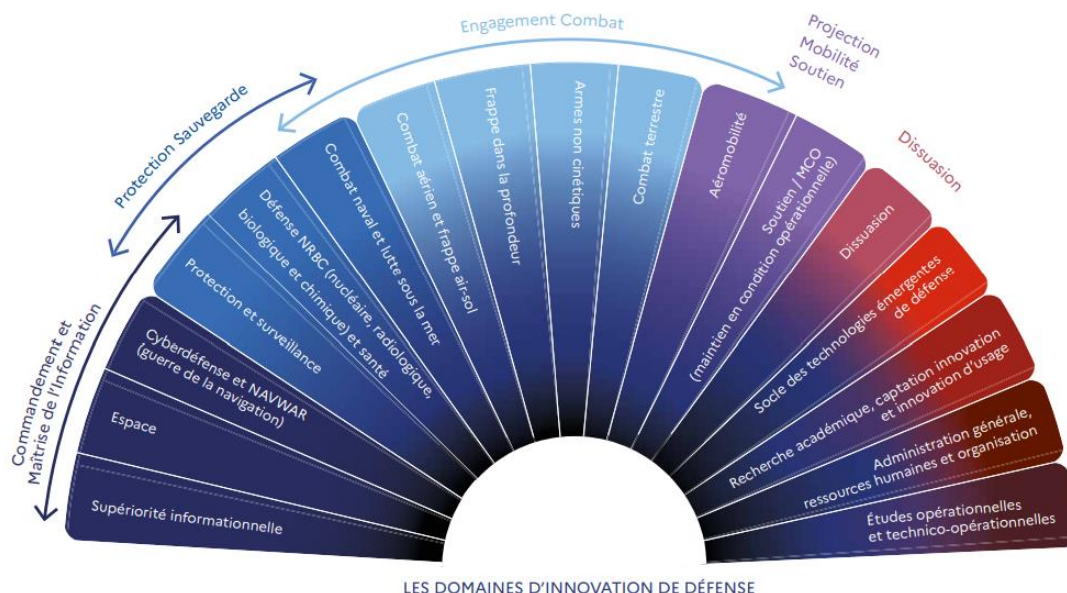 Engagement Combat
Projection
Mobilité
Soutien
Protection Sauvegarde
Dissuasion
Commandement et
Maîtrise de l'Information
Supériorité informationnelle
Espace
Cyberdéfense et NAVWAR
(guerre de la navigation)
Protection et surveillance
Défense NRBC (nucléaire, radiologique,
biologique et chimique) et santé
Combat naval et lutte sous la mer
Combat aérien et frappe air-sol
Frappe dans la profondeur
Armes non cinétiques
Combat terrestre
Aéromobilité
Soutien / MCO
(maintien en condition opérationnelle)
Dissuasion
Socle des technologies émergentes
de défense
Recherche académique, captation innovation
et innovation d'usage
Administration générale,
ressources humaines et organisation
Études opérationnelles
et technico-opérationnelles
LES DOMAINES D'INNOVATION DE DÉFENSE